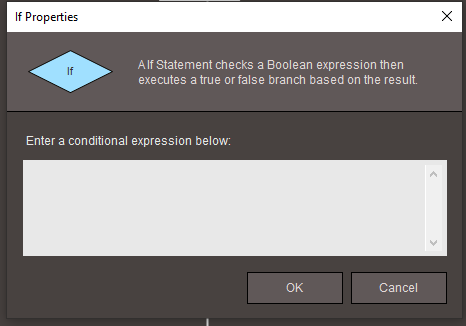 If Properties
If
A If Statement checks a Boolean expression then
executes a true or false branch based on the result.
Enter a conditional expression below:
OK
Cancel